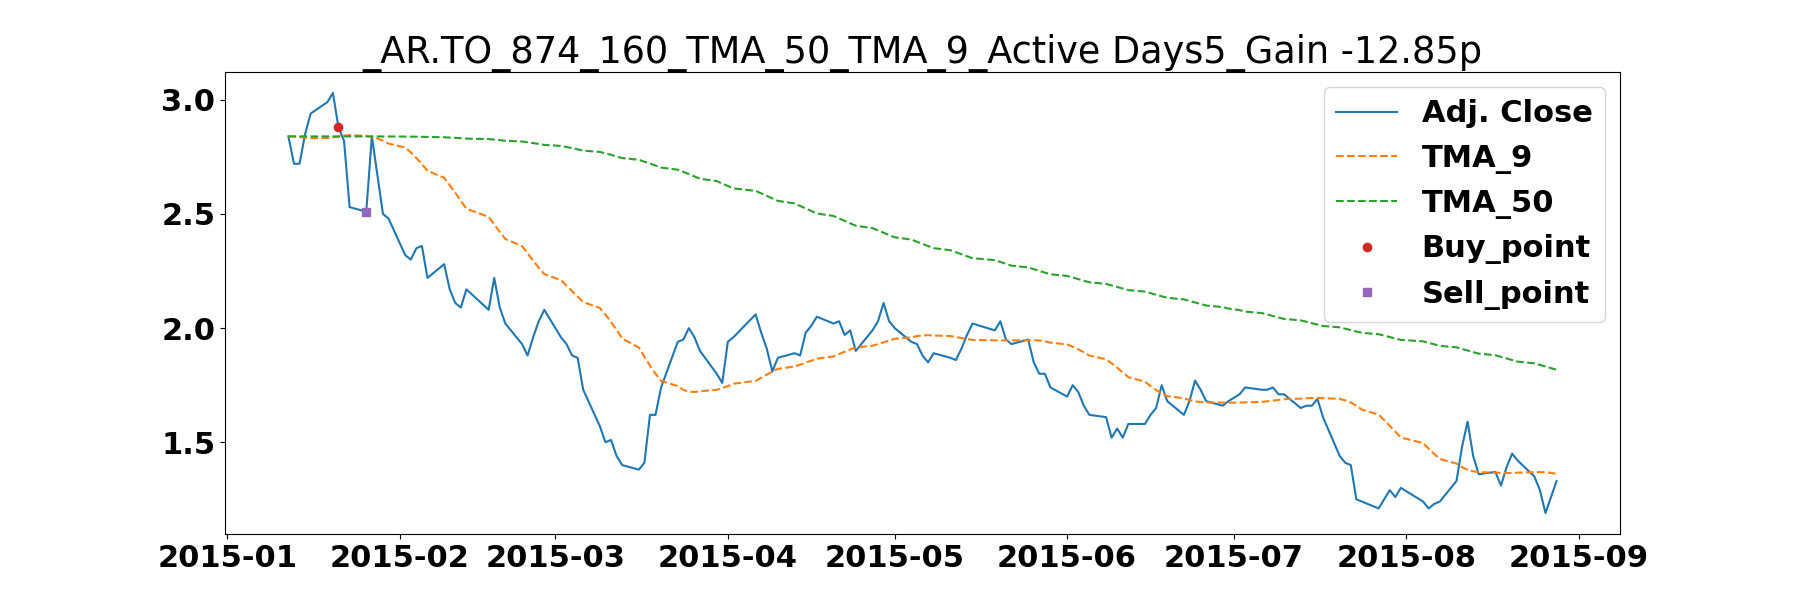 _AR.TO_874_160_TMA_50_TMA_9_Active Days5_Gain -12.85p
3.0
2.5
2.0
1.5
Adj. Close
TMA_9
TMA_50
Buy_point
Sell_point
2015-01 2015-02 2015-03 2015-04 2015-05 2015-06 2015-07 2015-08 2015-09